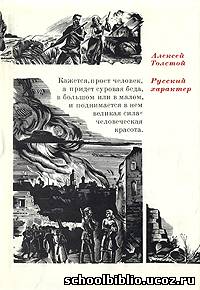 Алексей
Толстой
Русский
характер
Кажется, прост человек,
а придет суровая беда,
в большом или в малом,
и поднимается в нем
великая сила-
человеческая
красота.
schoolbiblio.ucoz.ru